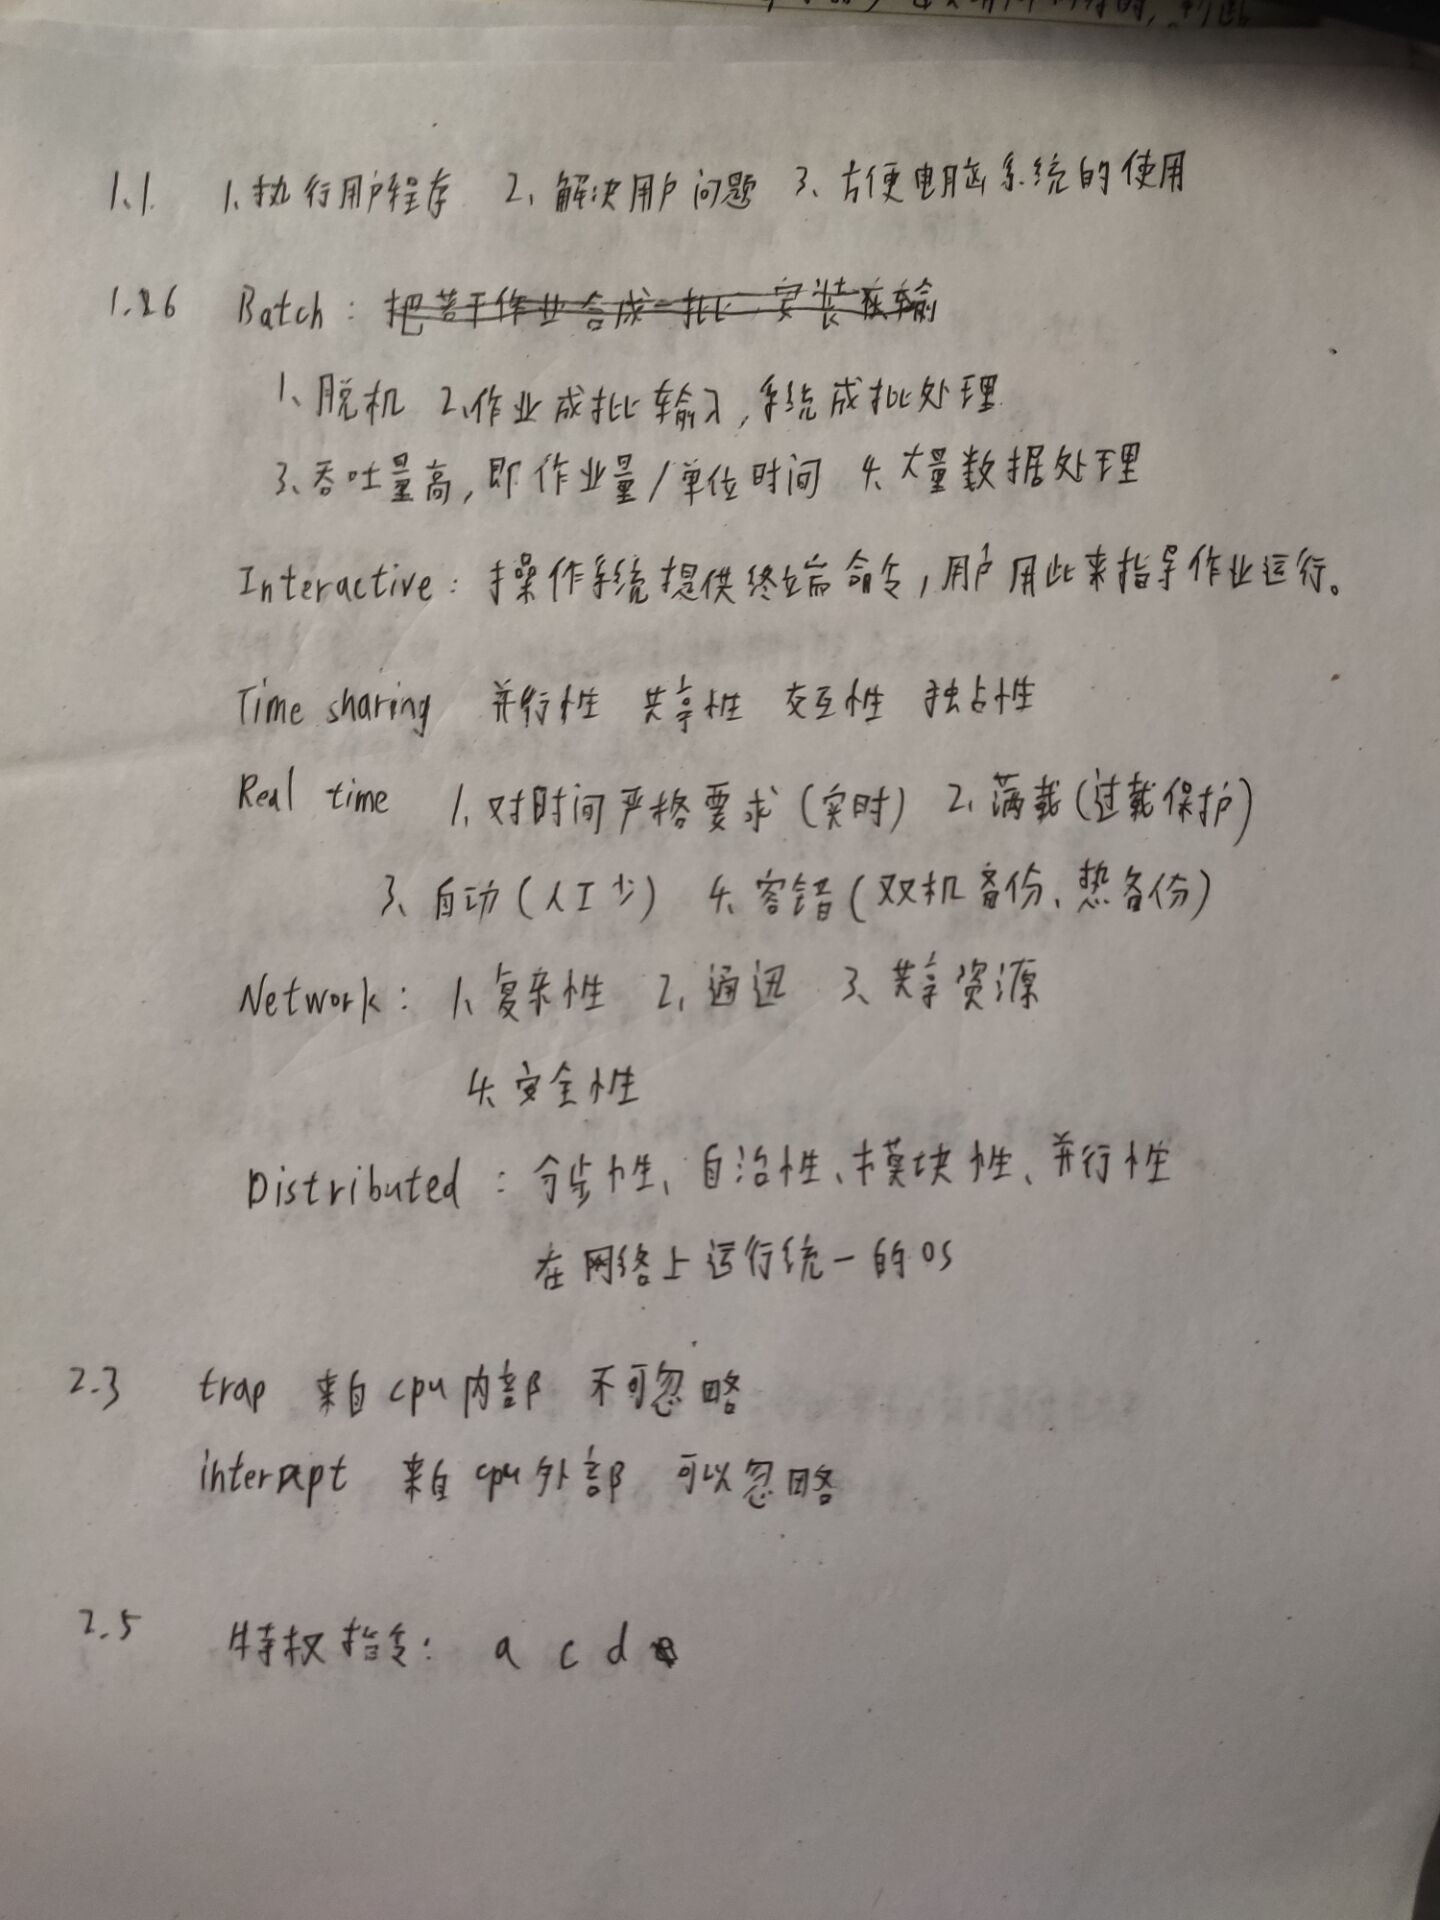 1.1. 1、执行用户程序 2、解决用户问题 3、方便电脑系统的使用
1.6 Batch: 把若干作业合成一批 安装 输
1、脱机 2、作业成批输入,系统成批处理
3、吞吐量高,即作业量/单位时间 4、大量数据处理
Interactive: 操作系统提供终端命令,用户用此来指导作业运行。
Time sharing 并行性 共享性 交互性 独占性
Real time 1、对时间严格要求(实时) 2、满载(过载保护)
3、自动(人工少) 4、容错(双机备份、热备份)
Network: 1、复杂性 2、通迅 3、共享资源
4、安全性
Distributed: 分步性、自治性、模块性、并行性
在网络上运行统一的OS
2.3 trap 来自cpu内部 不可忽略
来自cpu外部 可以忽略
2.5 特权指令: a c d